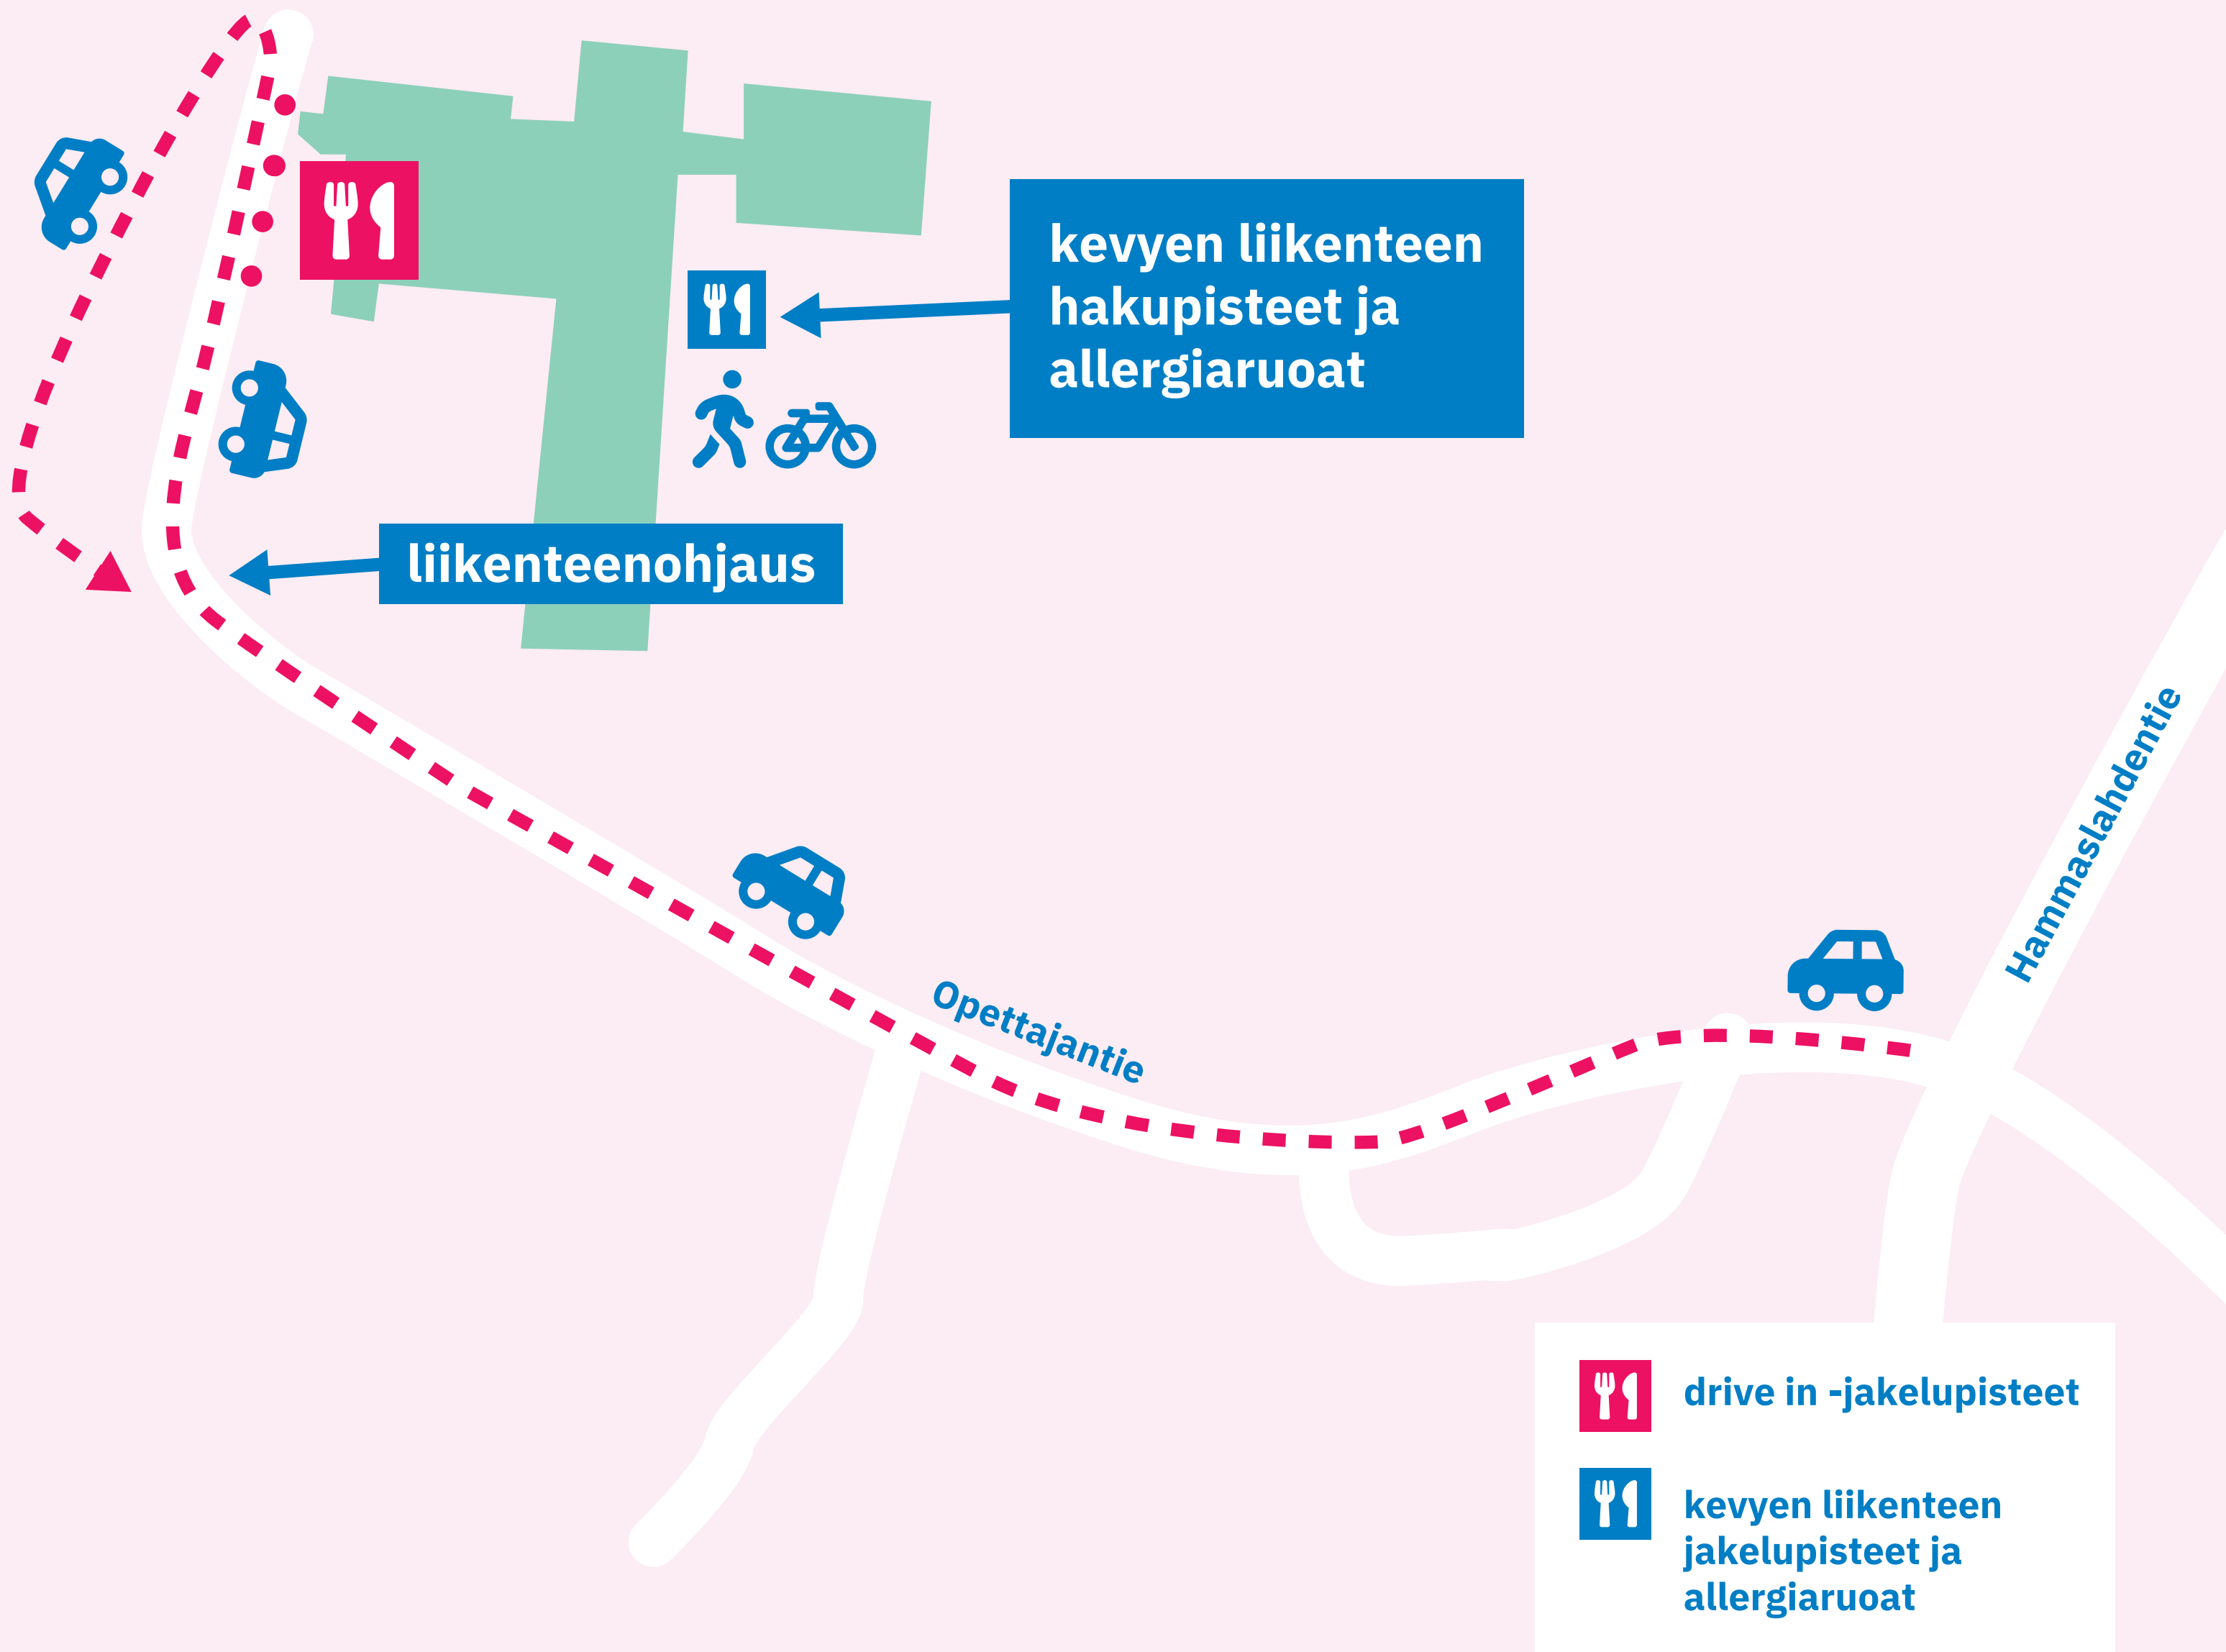 kevyen liikenteen
hakupisteet ja
allergiaruoat
liikenteenohjaus
Hammaslahdentie
Opettajantie
drive in -jakelupisteet
kevyen liikenteen
jakelupisteet ja
allergiaruoat